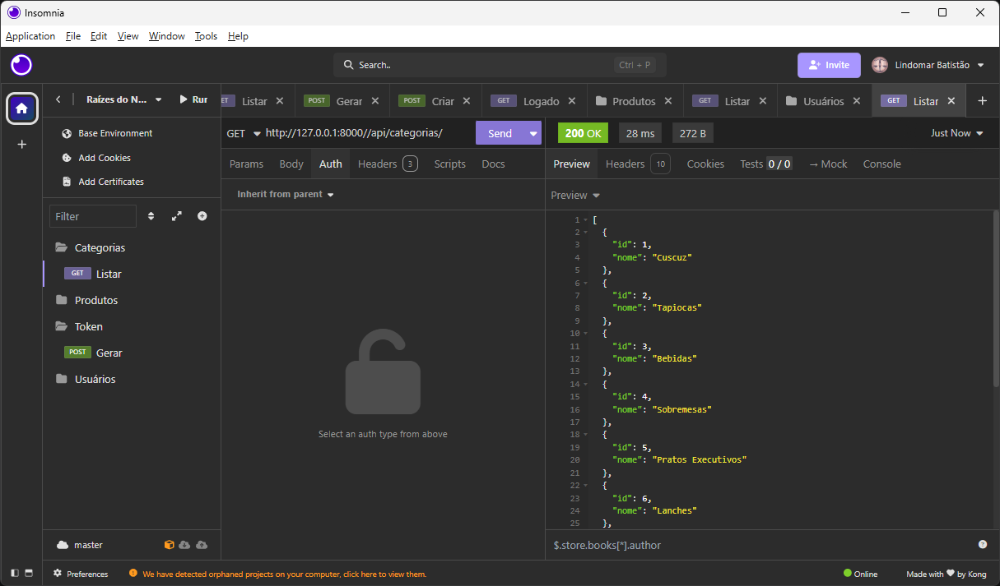 Insomnia
Application File Edit View Window Tools Help
Search.. Ctrl + P Invite Lindomar Batistão
Raízes do N... Run
ET Listar POST Gerar POST Criar GET Logado Produtos GET Listar Usuários GET Listar
Base Environment
Add Cookies
Add Certificates
Filter
Categorias
GET Listar
Produtos
Token
POST Gerar
Usuários
master
GET http://127.0.0.1:8000//api/categorias/ Send
Params Body Auth Headers 3 Scripts Docs
Inherit from parent
Select an auth type from above
200 OK 28 ms 272 B Just Now
Preview Headers 10 Cookies Tests 0 / 0 → Mock Console
Preview
1 [
2 {
3 "id": 1,
4 "nome": "Cuscuz"
5 },
6 {
7 "id": 2,
8 "nome": "Tapiocas"
9 },
10 {
11 "id": 3,
12 "nome": "Bebidas"
13 },
14 {
15 "id": 4,
16 "nome": "Sobremesas"
17 },
18 {
19 "id": 5,
20 "nome": "Pratos Executivos"
21 },
22 {
23 "id": 6,
24 "nome": "Lanches"
25 },
$.store.books[*].author
Preferences We have detected orphaned projects on your computer, click here to view them. Online Made with by Kong